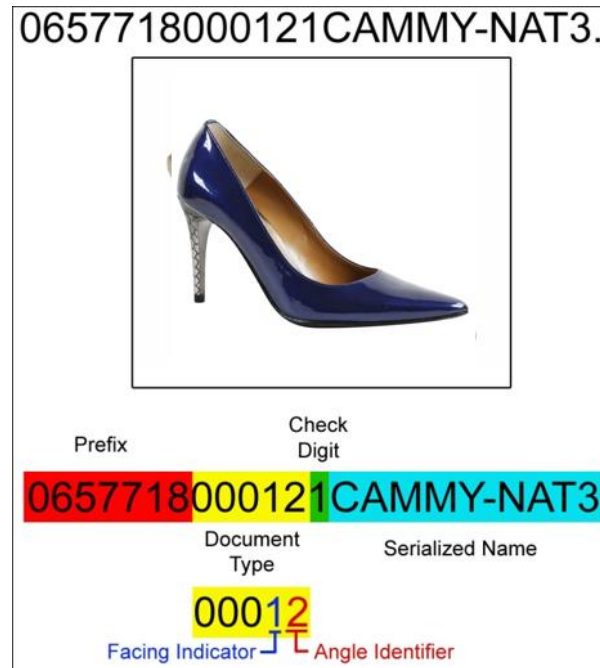 0657718000121CAMMY-NAT3.
Prefix
Check
Digit
0657718000121CAMMY-NAT3
Document
Type
Serialized Name
00012
Facing Indicator
Angle Identifier